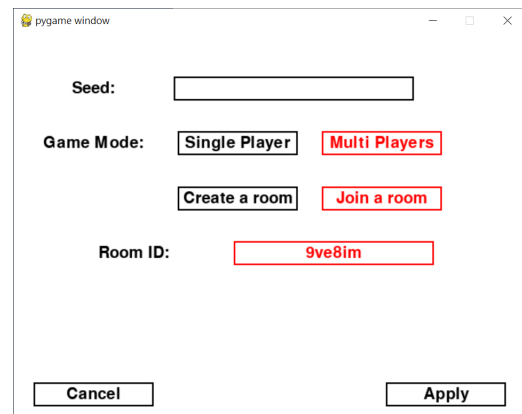 pygame window
Seed:
Game Mode: Single Player Multi Players
Create a room Join a room
Room ID: 9ve8im
Cancel Apply